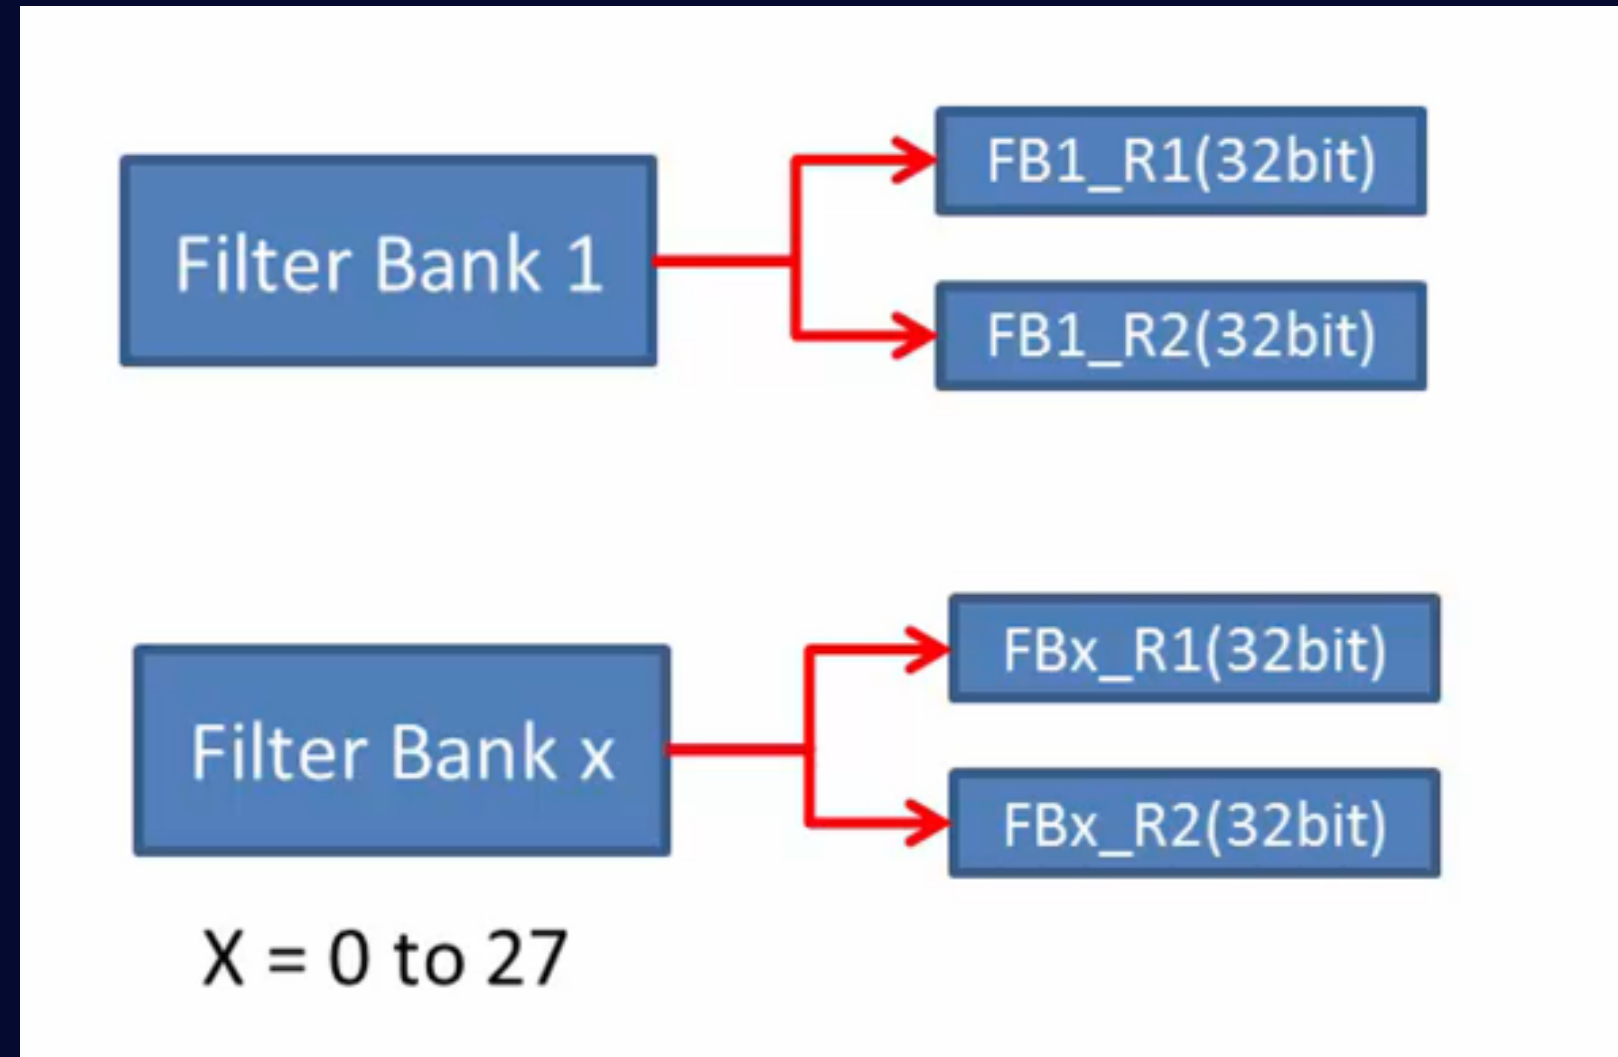 Filter Bank 1
FB1_R1(32bit)
FB1_R2(32bit)
Filter Bank x
FBx_R1(32bit)
FBx_R2(32bit)
X = 0 to 27